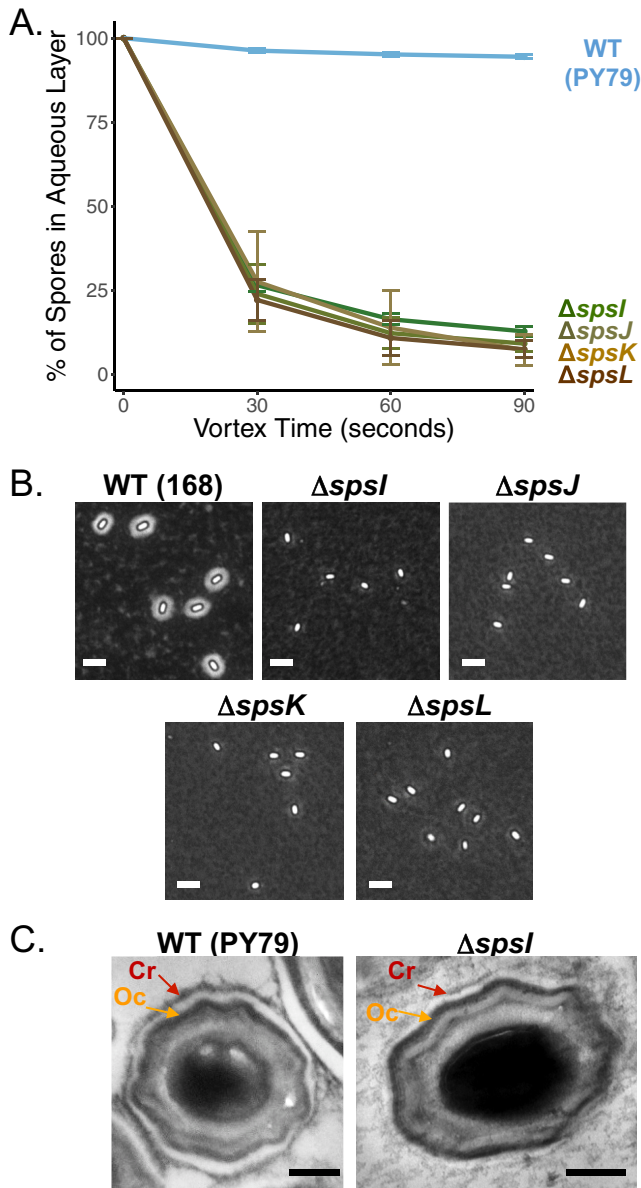 A.
% of Spores in Aqueous Layer
100
75
50
25
0
0
30
60
90
Vortex Time (seconds)
WT
(PY79)
ΔspsI
ΔspsJ
ΔspsK
ΔspsL
B.
WT (168)
ΔspsI
ΔspsJ
ΔspsK
ΔspsL
C.
WT (PY79)
ΔspsI
Cr
Oc
Cr
Oc